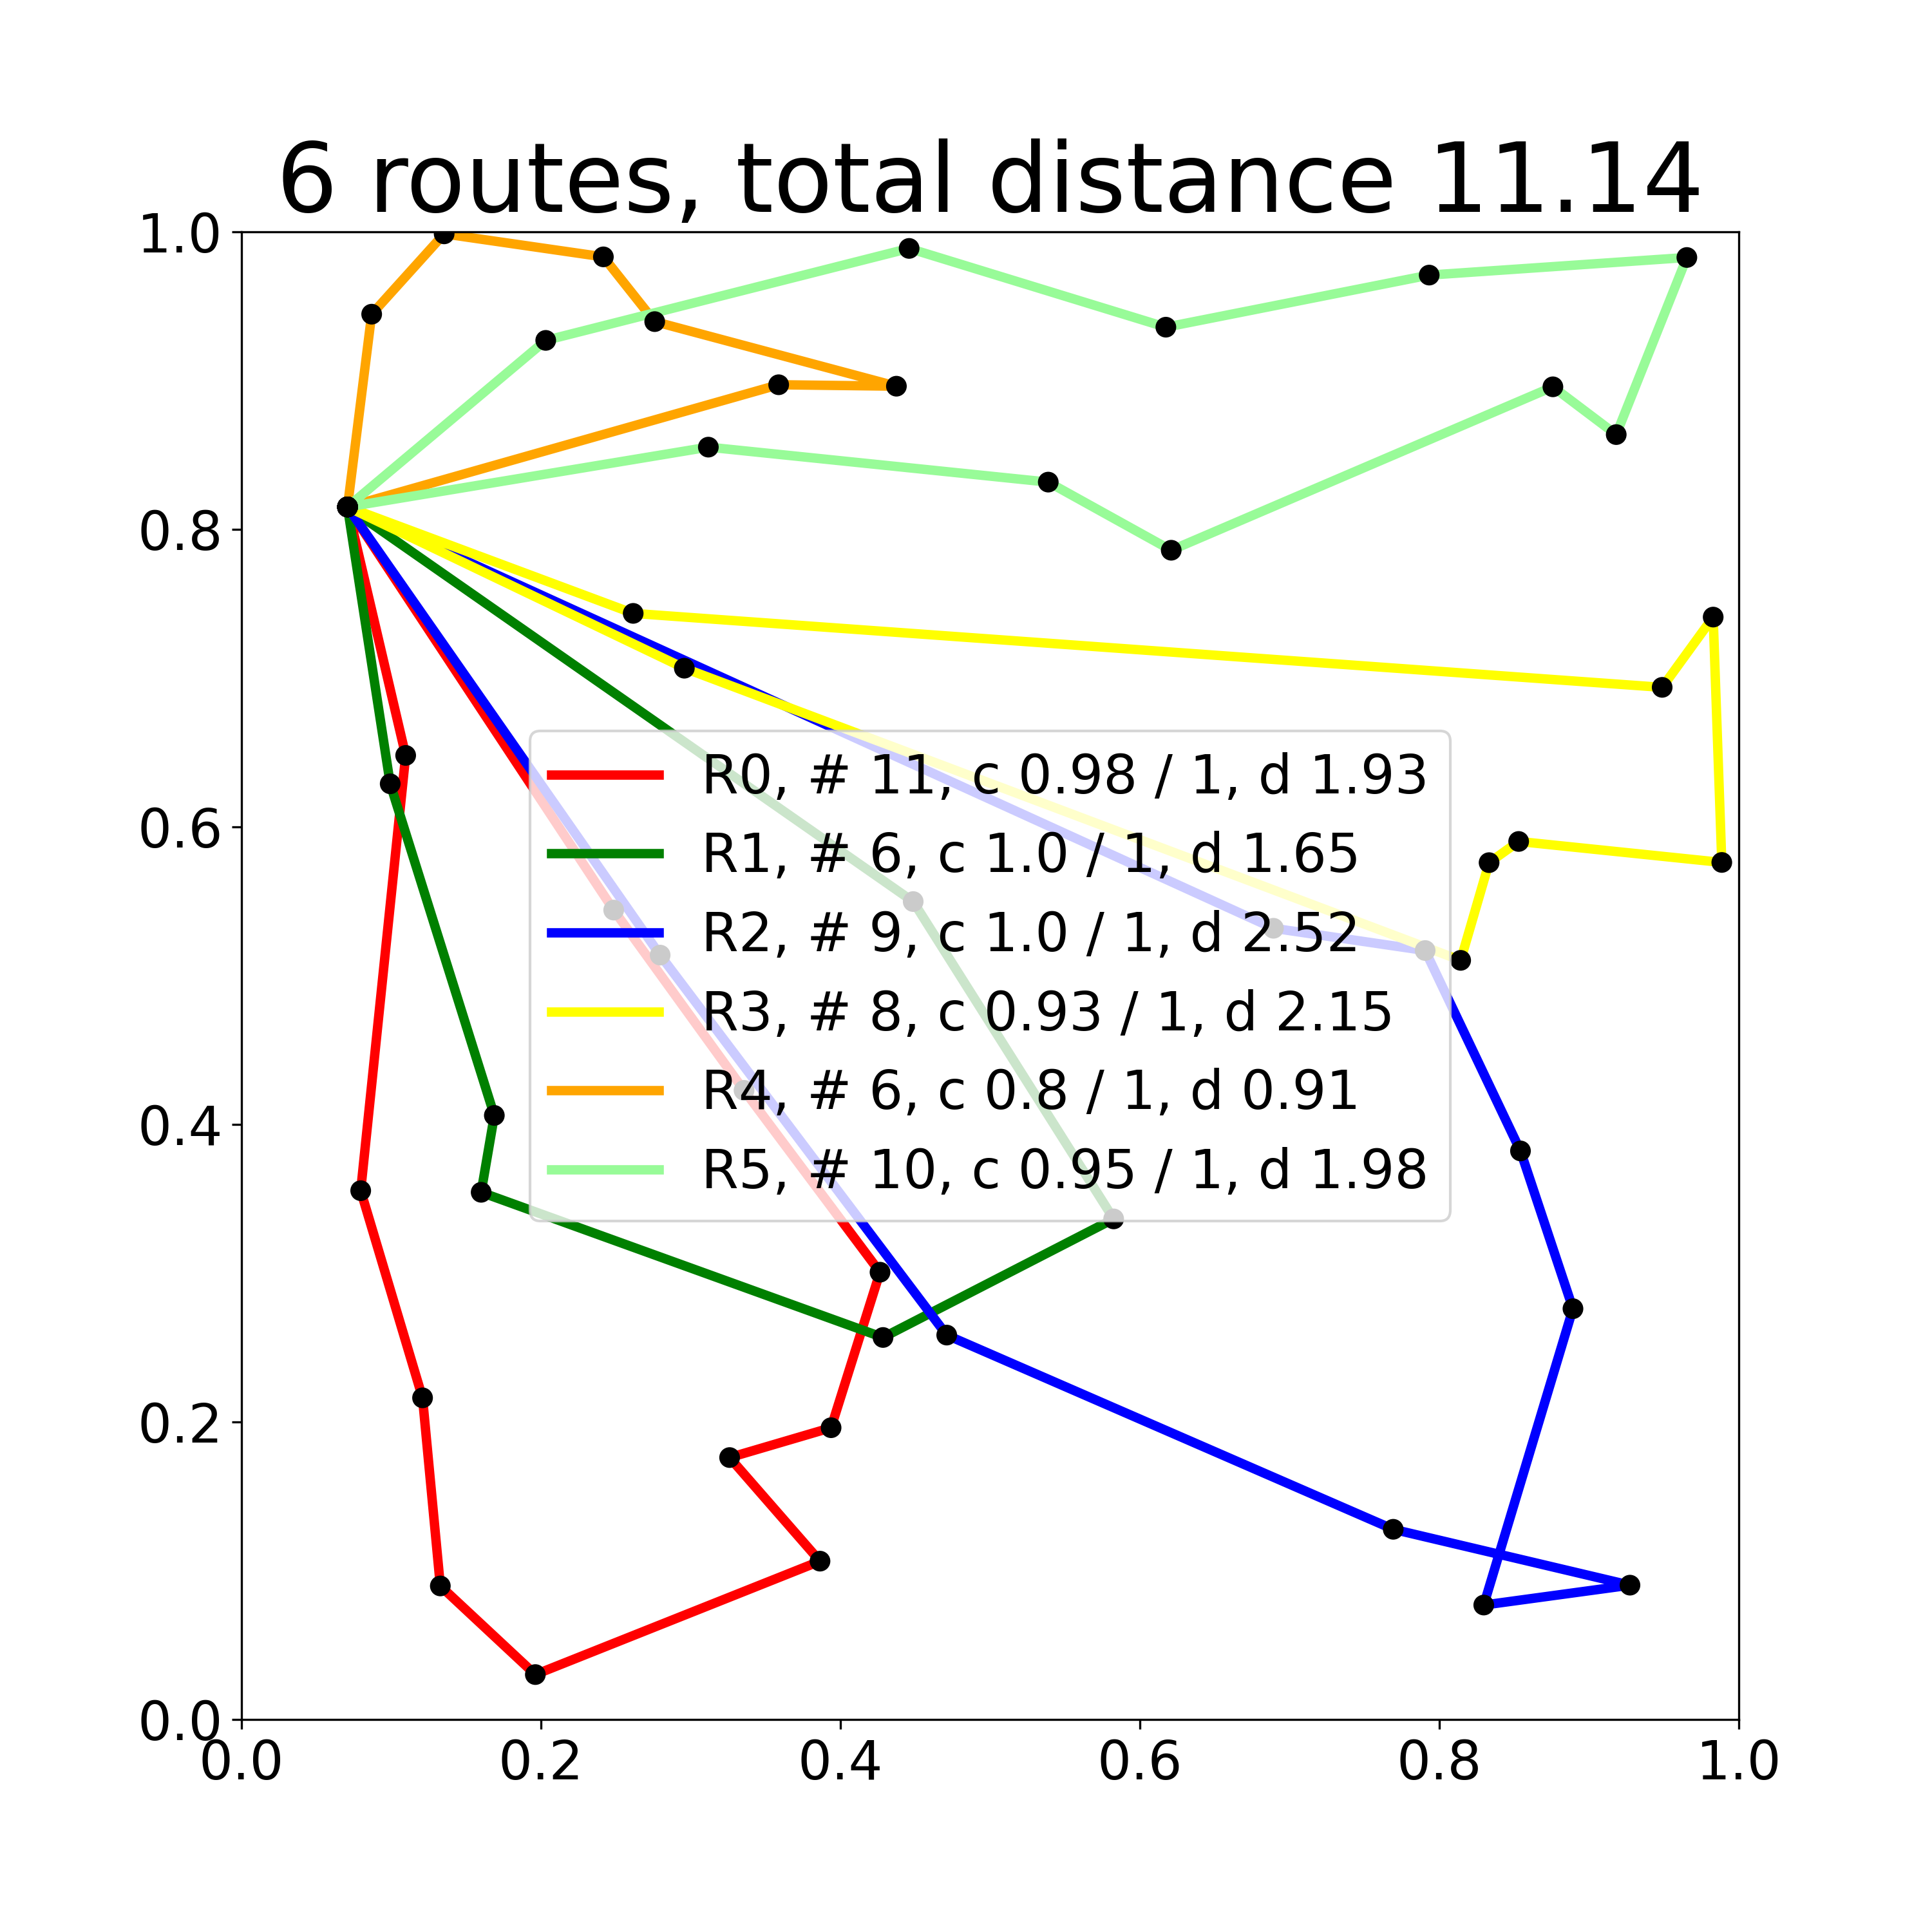 6 routes, total distance 11.14
1.0
0.8
0.6
0.4
0.2
0.0
R0, # 11, c 0.98 / 1, d 1.93
R1, # 6, c 1.0 / 1, d 1.65
R2, # 9, c 1.0 / 1, d 2.52
R3, # 8, c 0.93 / 1, d 2.15
R4, # 6, c 0.8 / 1, d 0.91
R5, # 10, c 0.95 / 1, d 1.98
0.0 0.2 0.4 0.6 0.8 1.0